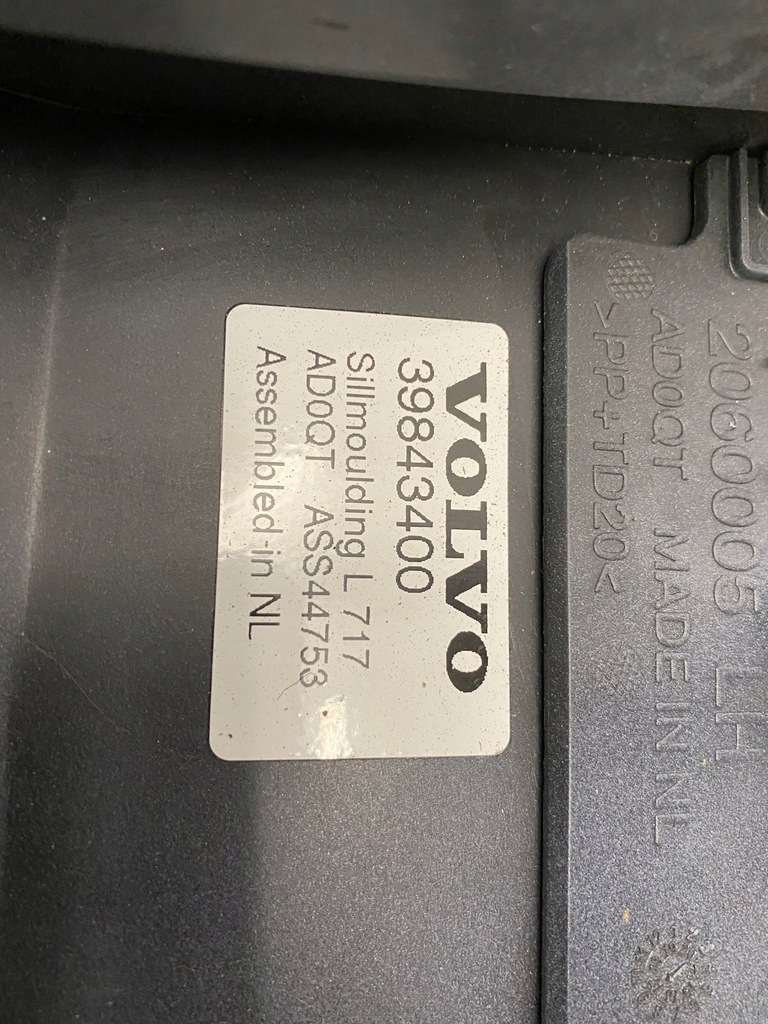 VOLVO
39843400
Sillmoulding L 717
AD0QT ASS44753
Assembled in NL
2060005 LH
AD0QT MADE IN NL
>PP+TD20<